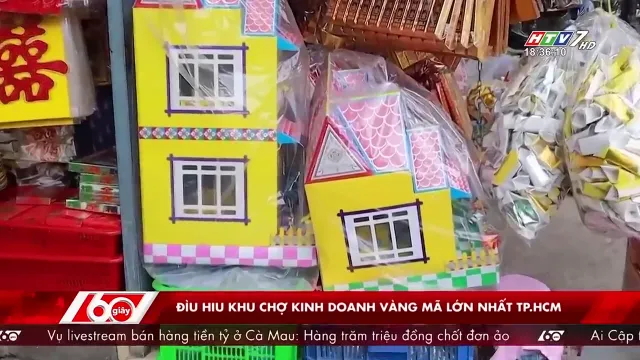 囍
HTV7 HD
18:36:10
60 giây
ĐÌU HIU KHU CHỢ KINH DOANH VÀNG MÃ LỚN NHẤT TP.HCM
Vụ livestream bán hàng tiền tỷ ở Cà Mau: Hàng trăm triệu đồng chốt đơn ảo
Ai Cập